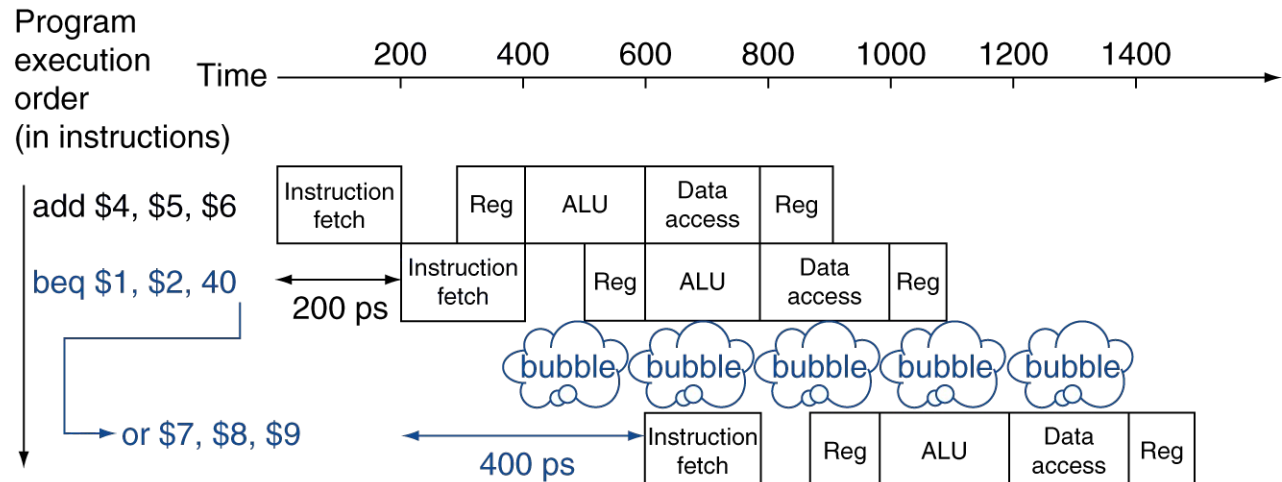 Program
execution
order
(in instructions)
Time
200 400 600 800 1000 1200 1400
add $4, $5, $6
Instruction
fetch
Reg
ALU
Data
access
Reg
beq $1, $2, 40
200 ps
Instruction
fetch
Reg
ALU
Data
access
Reg
bubble bubble bubble bubble bubble
or $7, $8, $9
400 ps
Instruction
fetch
Reg
ALU
Data
access
Reg